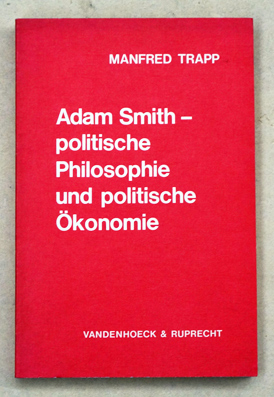 MANFRED TRAPP
Adam Smith –
politische
Philosophie
und politische
Ökonomie
VANDENHOECK & RUPRECHT